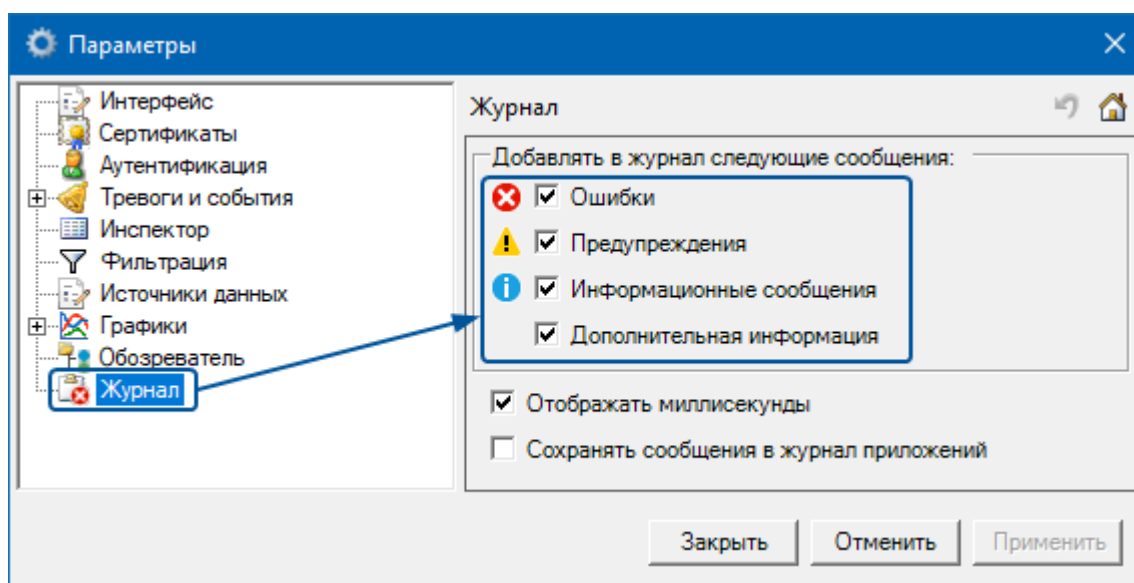 Параметры
Интерфейс
Сертификаты
Аутентификация
Тревоги и события
Инспектор
Фильтрация
Источники данных
Графики
Обозреватель
Журнал
Журнал
Добавлять в журнал следующие сообщения:
Ошибки
Предупреждения
Информационные сообщения
Дополнительная информация
Отображать миллисекунды
Сохранять сообщения в журнал приложений
Закрыть
Отменить
Применить